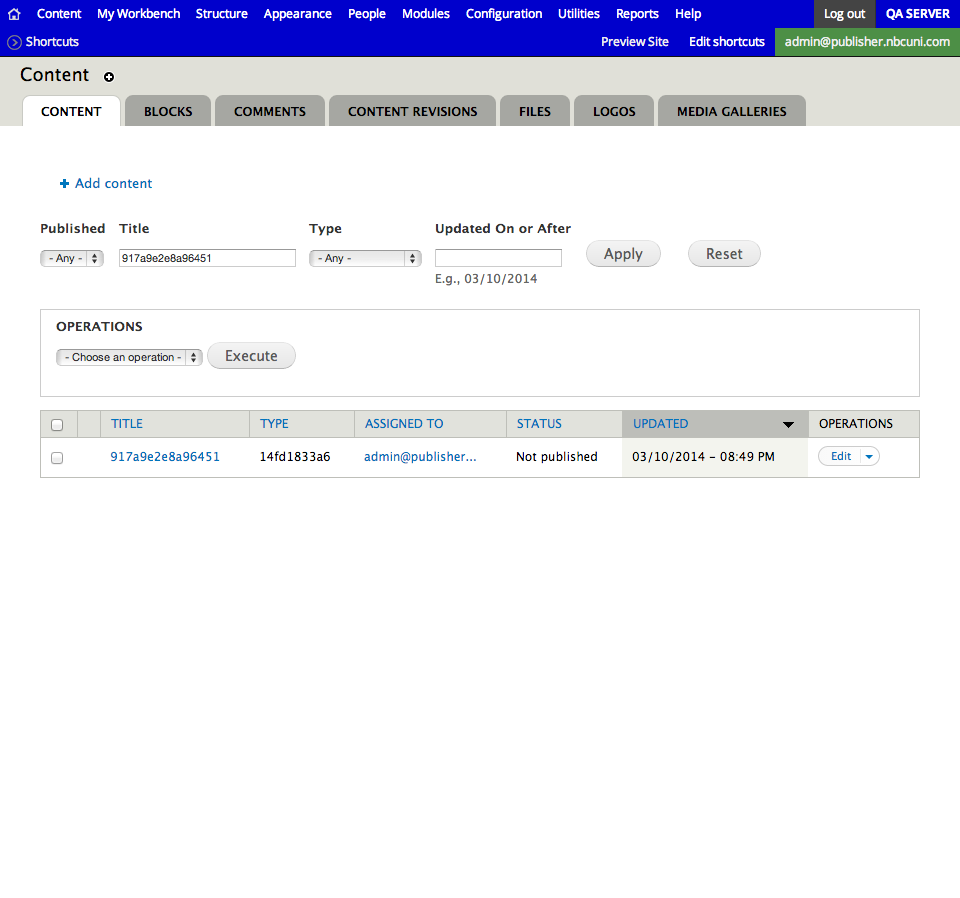 Content My Workbench Structure Appearance People Modules Configuration Utilities Reports Help Log out QA SERVER
Shortcuts Preview Site Edit shortcuts admin@publisher.nbcuni.com
Content
CONTENT BLOCKS COMMENTS CONTENT REVISIONS FILES LOGOS MEDIA GALLERIES
Add content
Published Title Type Updated On or After
- Any - 917a9e2e8a96451 - Any - Apply Reset
E.g., 03/10/2014
OPERATIONS
- Choose an operation - Execute
TITLE TYPE ASSIGNED TO STATUS UPDATED OPERATIONS
917a9e2e8a96451 14fd1833a6 admin@publisher... Not published 03/10/2014 – 08:49 PM Edit